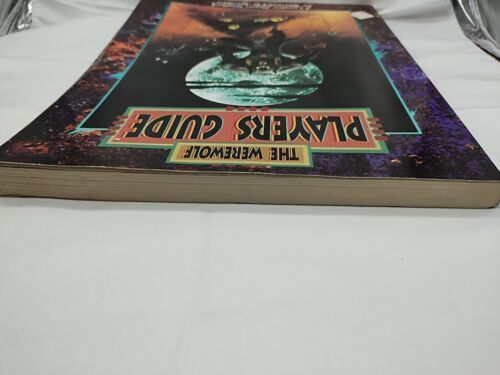 THE WEREWOLF
PLAYERS GUIDE